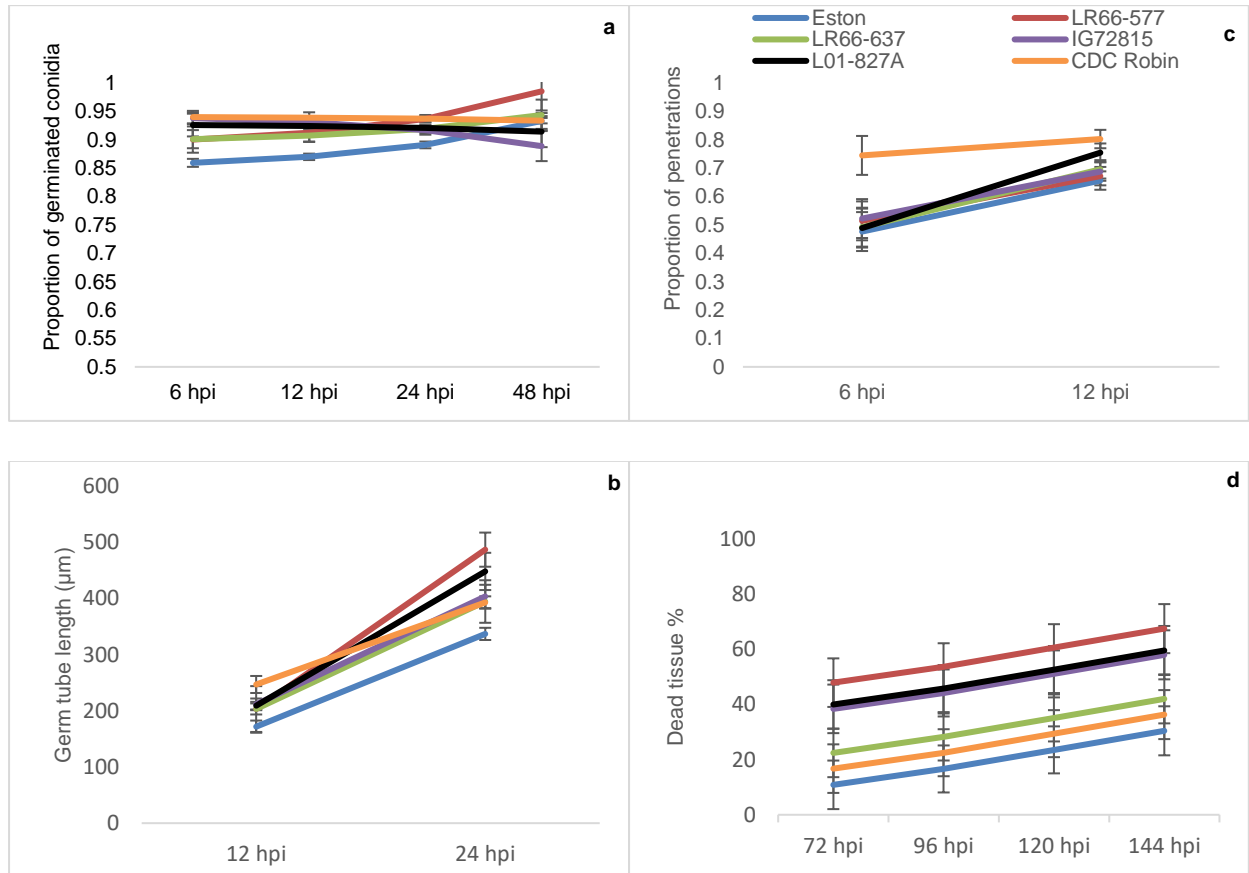 a
Proportion of germinated conidia
1
0.95
0.9
0.85
0.8
0.75
0.7
0.65
0.6
0.55
0.5
6 hpi 12 hpi 24 hpi 48 hpi
Eston LR66-577
LR66-637 IG72815
L01-827A CDC Robin
c
Proportion of penetrations
1
0.9
0.8
0.7
0.6
0.5
0.4
0.3
0.2
0.1
0
6 hpi 12 hpi
b
Germ tube length (µm)
600
500
400
300
200
100
0
12 hpi 24 hpi
d
Dead tissue %
100
80
60
40
20
0
72 hpi 96 hpi 120 hpi 144 hpi